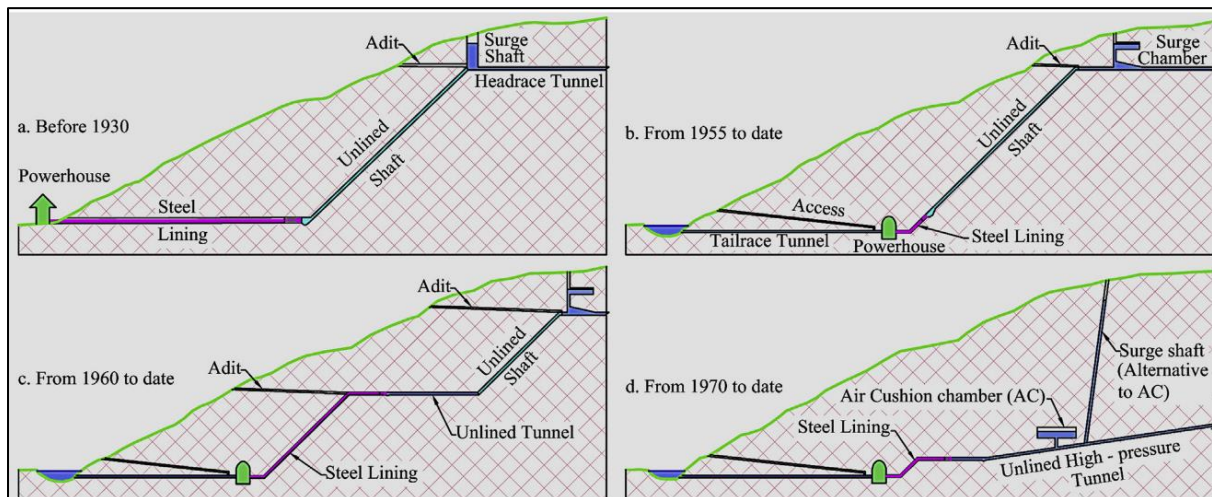 Adit
Surge
Shaft
Headrace Tunnel
a. Before 1930
Unlined
Shaft
Powerhouse
Steel
Lining
Adit
Surge
Chamber
b. From 1955 to date
Unlined
Shaft
Access
Tailrace Tunnel
Powerhouse
Steel Lining
Adit
Unlined
Shaft
Adit
c. From 1960 to date
Unlined Tunnel
Steel Lining
d. From 1970 to date
Surge shaft
(Alternative
to AC)
Air Cushion chamber (AC)
Steel Lining
Unlined High - pressure
Tunnel